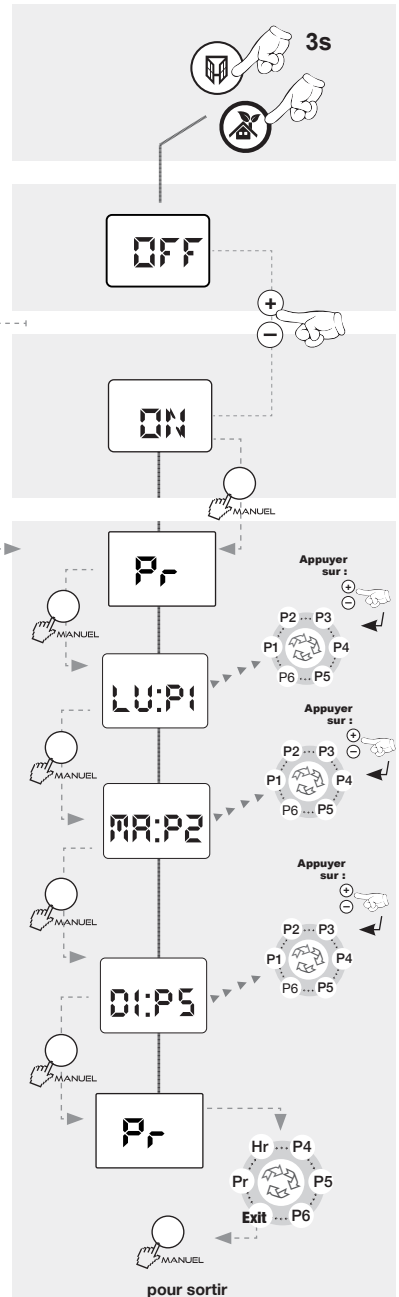 3s
OFF
+
−
ON
MANUEL
Pr
Appuyer
sur :
+
−
MANUEL
P2 ... P3
P1 P4
P6 ... P5
LU:P1
Appuyer
sur :
+
−
MANUEL
P2 ... P3
P1 P4
P6 ... P5
MA:P2
Appuyer
sur :
+
−
MANUEL
P2 ... P3
P1 P4
P6 ... P5
DI:P5
MANUEL
Pr
Hr ... P4
Pr P5
Exit ... P6
MANUEL
pour sortir